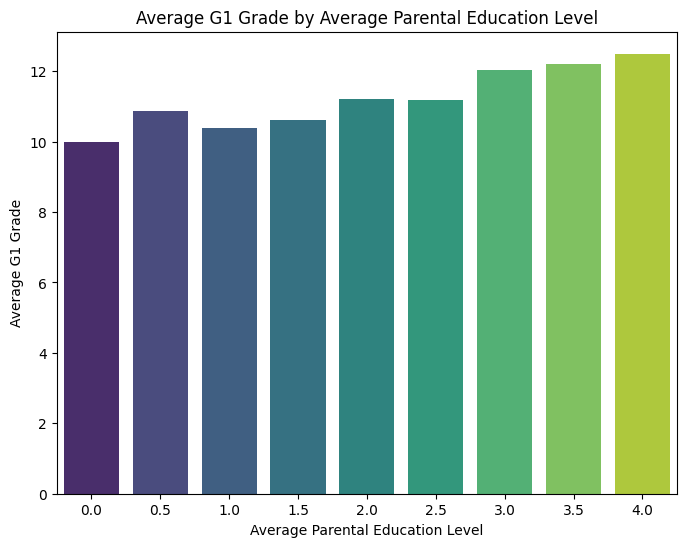 Average G1 Grade by Average Parental Education Level
Average G1 Grade
12
10
8
6
4
2
0
0.0 0.5 1.0 1.5 2.0 2.5 3.0 3.5 4.0
Average Parental Education Level